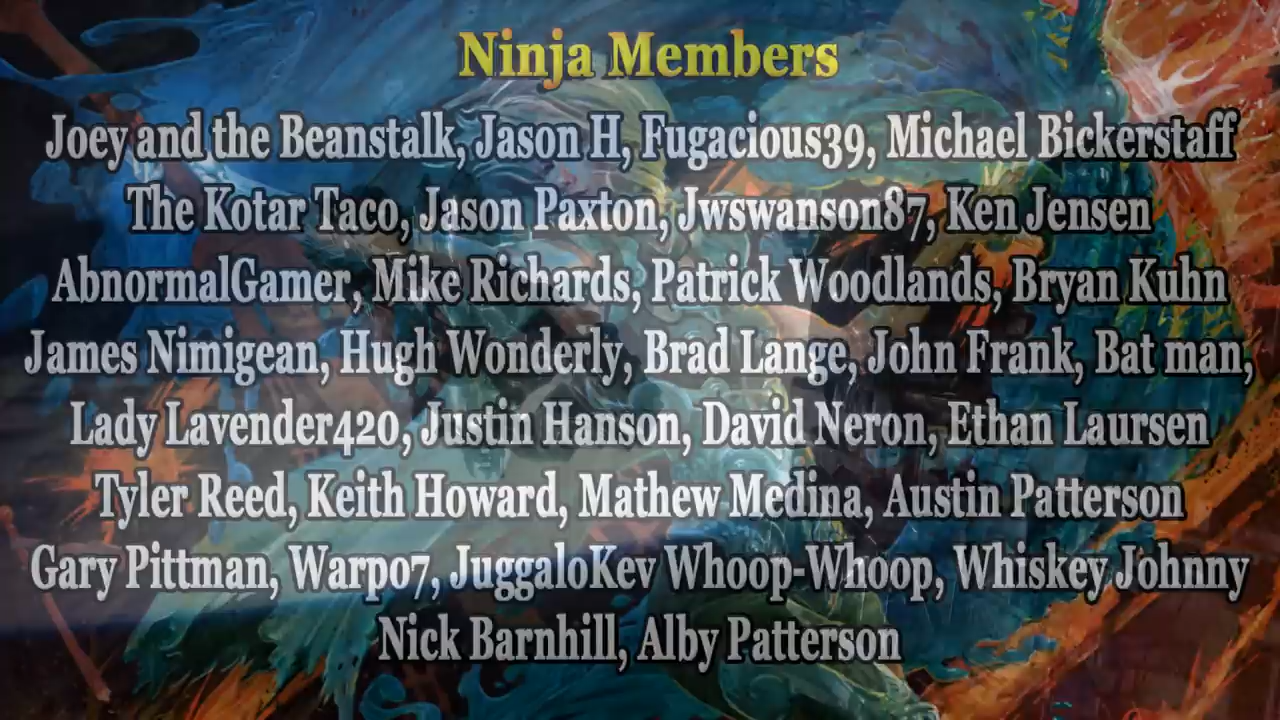 Ninja Members
Joey and the Beanstalk, Jason H, Fugacious39, Michael Bickerstaff
The Kotar Taco, Jason Paxton, Jwswanson87, Ken Jensen
AbnormalGamer, Mike Richards, Patrick Woodlands, Bryan Kuhn
James Nimigean, Hugh Wonderly, Brad Lange, John Frank, Bat man,
Lady Lavender420, Justin Hanson, David Neron, Ethan Laursen
Tyler Reed, Keith Howard, Mathew Medina, Austin Patterson
Gary Pittman, Warp07, JuggaloKev Whoop-Whoop, Whiskey Johnny
Nick Barnhill, Alby Patterson